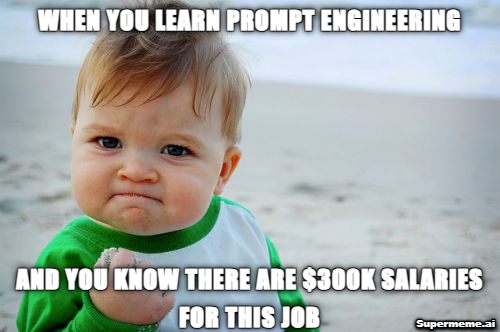 WHEN YOU LEARN PROMPT ENGINEERING
AND YOU KNOW THERE ARE $300K SALARIES
FOR THIS JOB
Supermeme.ai